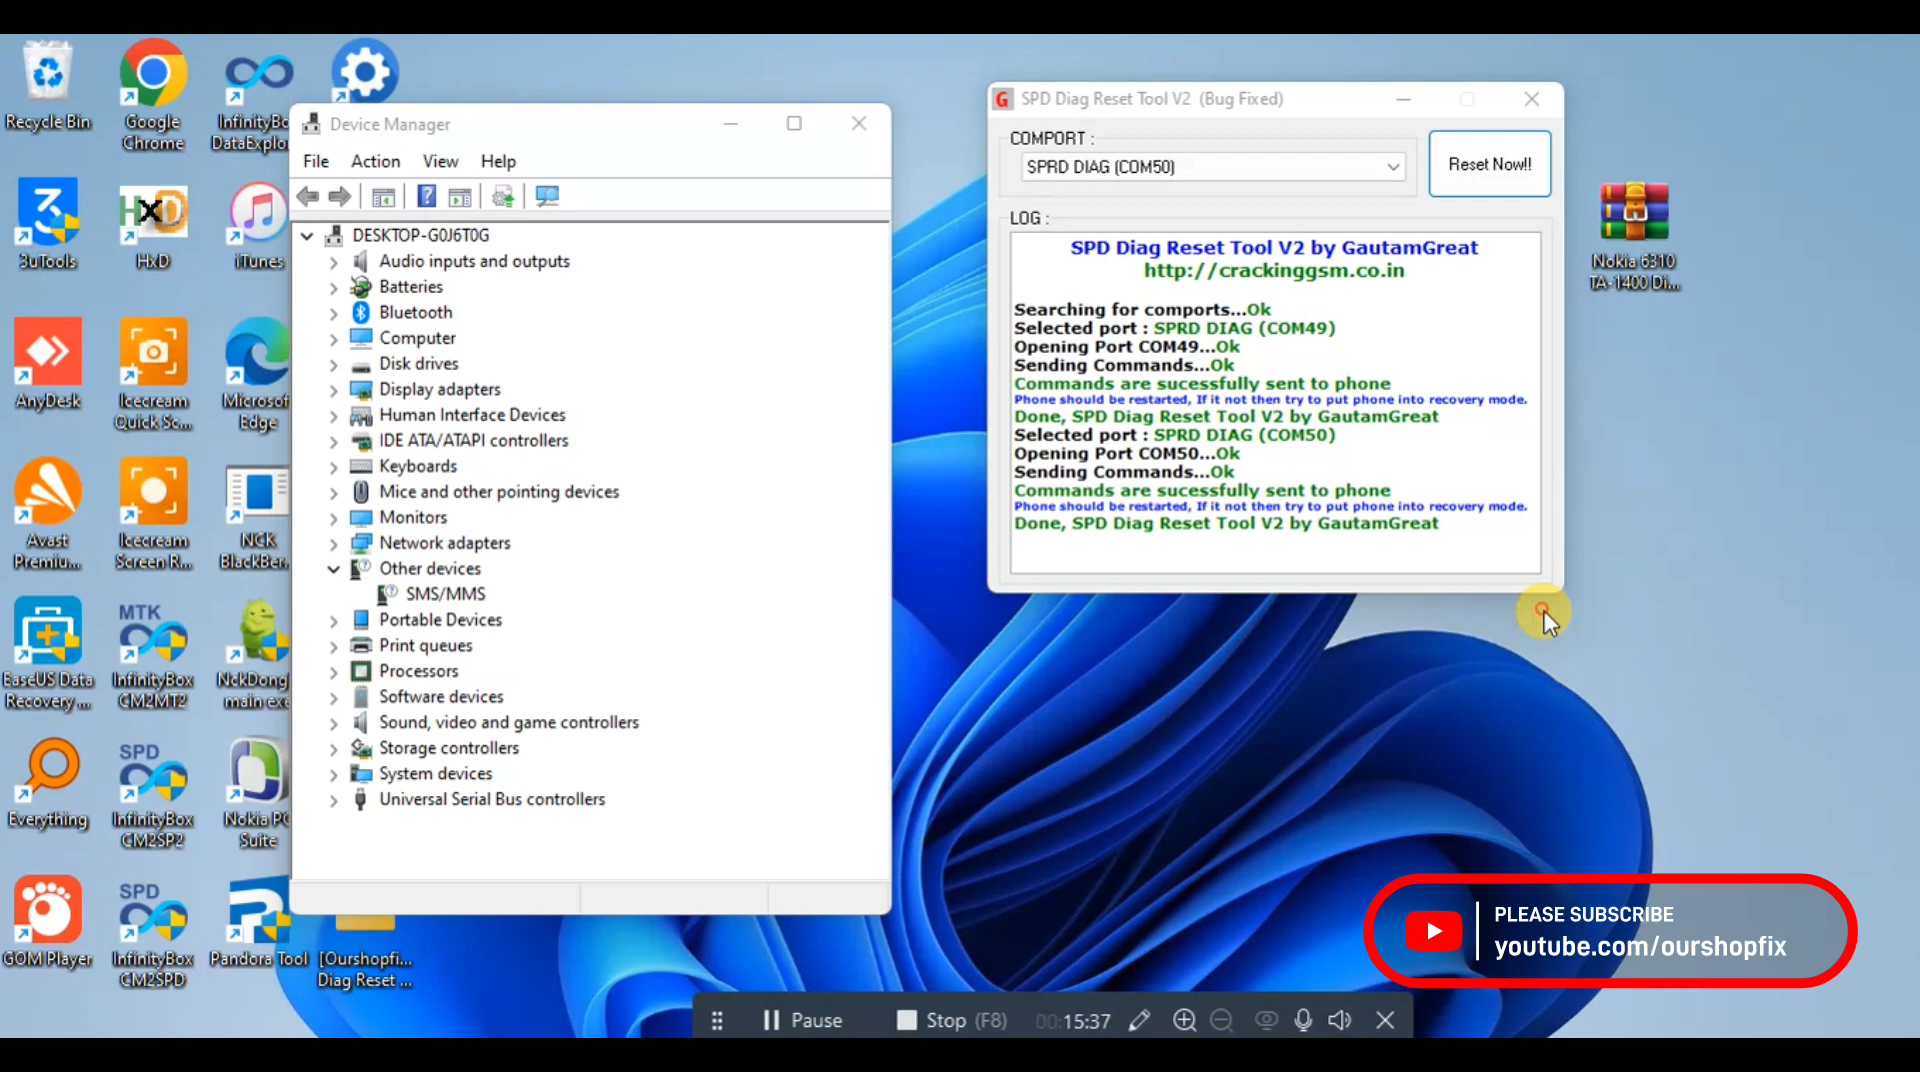 Recycle Bin
Google
Chrome
InfinityBo
DataExplo
3uTools
HxD
iTunes
AnyDesk
Icecream
Quick Sc...
Microsof
Edge
Avast
Premiu...
Icecream
Screen R...
NCK
BlackBer
EaseUS Data
Recovery ...
MTK
InfinityBox
CM2MT2
NckDong
main exe
Everything
SPD
InfinityBox
CM2SP2
Nokia PC
Suite
GOM Player
SPD
InfinityBox
CM2SPD
Pandora Tool
[Ourshopfi...
Diag Reset ...
Device Manager
File Action View Help
DESKTOP-G0J6T0G
Audio inputs and outputs
Batteries
Bluetooth
Computer
Disk drives
Display adapters
Human Interface Devices
IDE ATA/ATAPI controllers
Keyboards
Mice and other pointing devices
Monitors
Network adapters
Other devices
SMS/MMS
Portable Devices
Print queues
Processors
Software devices
Sound, video and game controllers
Storage controllers
System devices
Universal Serial Bus controllers
G SPD Diag Reset Tool V2 (Bug Fixed)
COMPORT :
SPRD DIAG (COM50)
Reset Now!!
LOG :
SPD Diag Reset Tool V2 by GautamGreat
http://crackinggsm.co.in
Searching for comports...Ok
Selected port : SPRD DIAG (COM49)
Opening Port COM49...Ok
Sending Commands...Ok
Commands are sucessfully sent to phone
Phone should be restarted, If it not then try to put phone into recovery mode.
Done, SPD Diag Reset Tool V2 by GautamGreat
Selected port : SPRD DIAG (COM50)
Opening Port COM50...Ok
Sending Commands...Ok
Commands are sucessfully sent to phone
Phone should be restarted, If it not then try to put phone into recovery mode.
Done, SPD Diag Reset Tool V2 by GautamGreat
Nokia 6310
TA-1400 Di...
PLEASE SUBSCRIBE
youtube.com/ourshopfix
Pause Stop (F8) 00:15:37